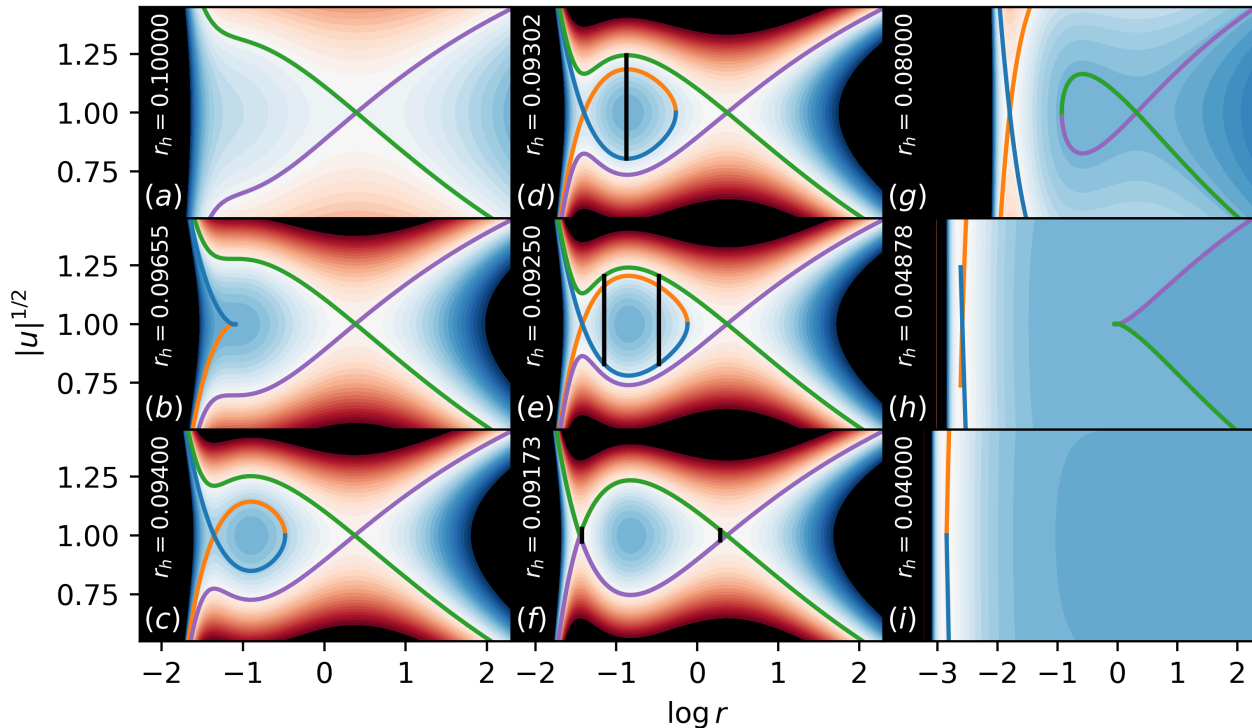 r_h = 0.10000
(a)
r_h = 0.09302
(d)
r_h = 0.08000
(g)
r_h = 0.09655
(b)
r_h = 0.09250
(e)
r_h = 0.04878
(h)
r_h = 0.09400
(c)
r_h = 0.09173
(f)
r_h = 0.04000
(i)
1.25
1.00
0.75
1.25
1.00
0.75
1.25
1.00
0.75
|u|^{1/2}
−2 −1 0 1 2
−2 −1 0 1 2
−3 −2 −1 0 1 2
log r